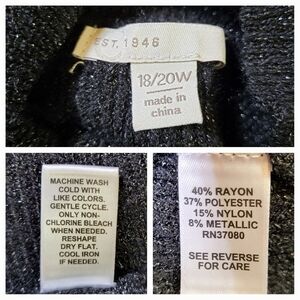 EST. 1946
18/20W
made in
china
MACHINE WASH
COLD WITH
LIKE COLORS.
GENTLE CYCLE.
ONLY NON-
CHLORINE BLEACH
WHEN NEEDED.
RESHAPE
DRY FLAT.
COOL IRON
IF NEEDED.
40% RAYON
37% POLYESTER
15% NYLON
8% METALLIC
RN37080
SEE REVERSE
FOR CARE